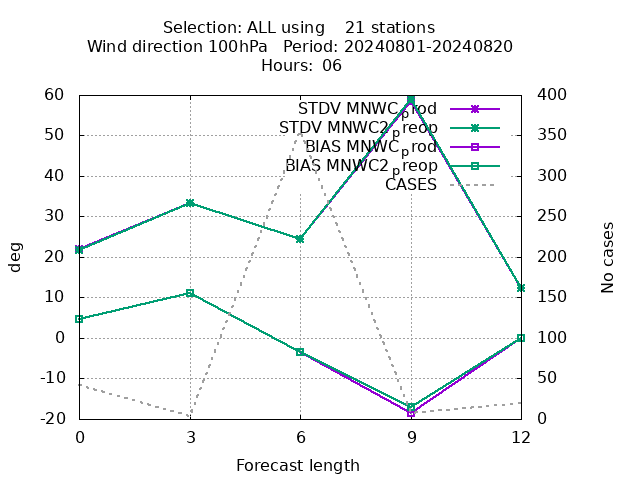 Selection: ALL using    21 stations
Wind direction 100hPa   Period: 20240801-20240820
Hours: 06
60 400
STDV MNWC_prod
50 350
STDV MNWC2_preop
BIAS MNWC_prod
40 300
BIAS MNWC2_preop
CASES
30 250
20 200
10 150
0 100
-10 50
-20 0
deg
No cases
0 3 6 9 12
Forecast length